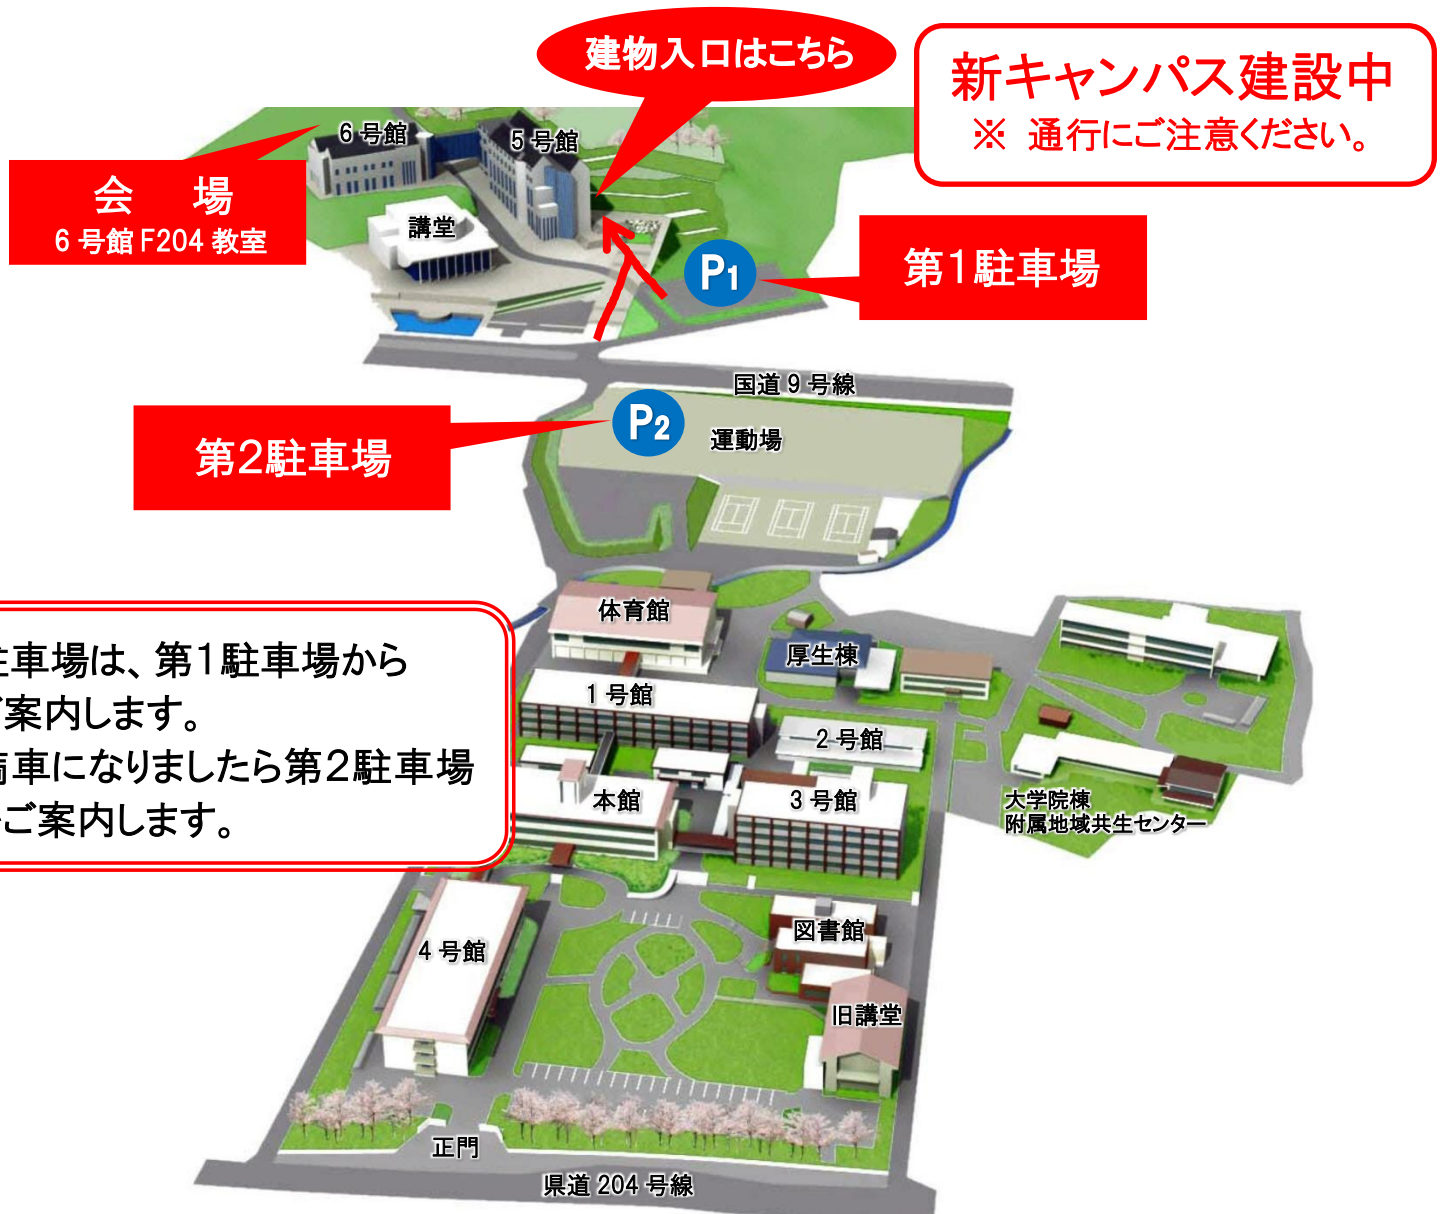 建物入口はこちら
新キャンパス建設中
※ 通行にご注意ください。
6号館
5号館
会 場
6号館F204教室
講堂
P1
第1駐車場
国道9号線
P2
運動場
第2駐車場
体育館
厚生棟
車場は、第1駐車場から
案内します。
車になりましたら第2駐車場
ご案内します。
1号館
2号館
本館
3号館
大学院棟
附属地域共生センター
4号館
図書館
旧講堂
正門
県道204号線